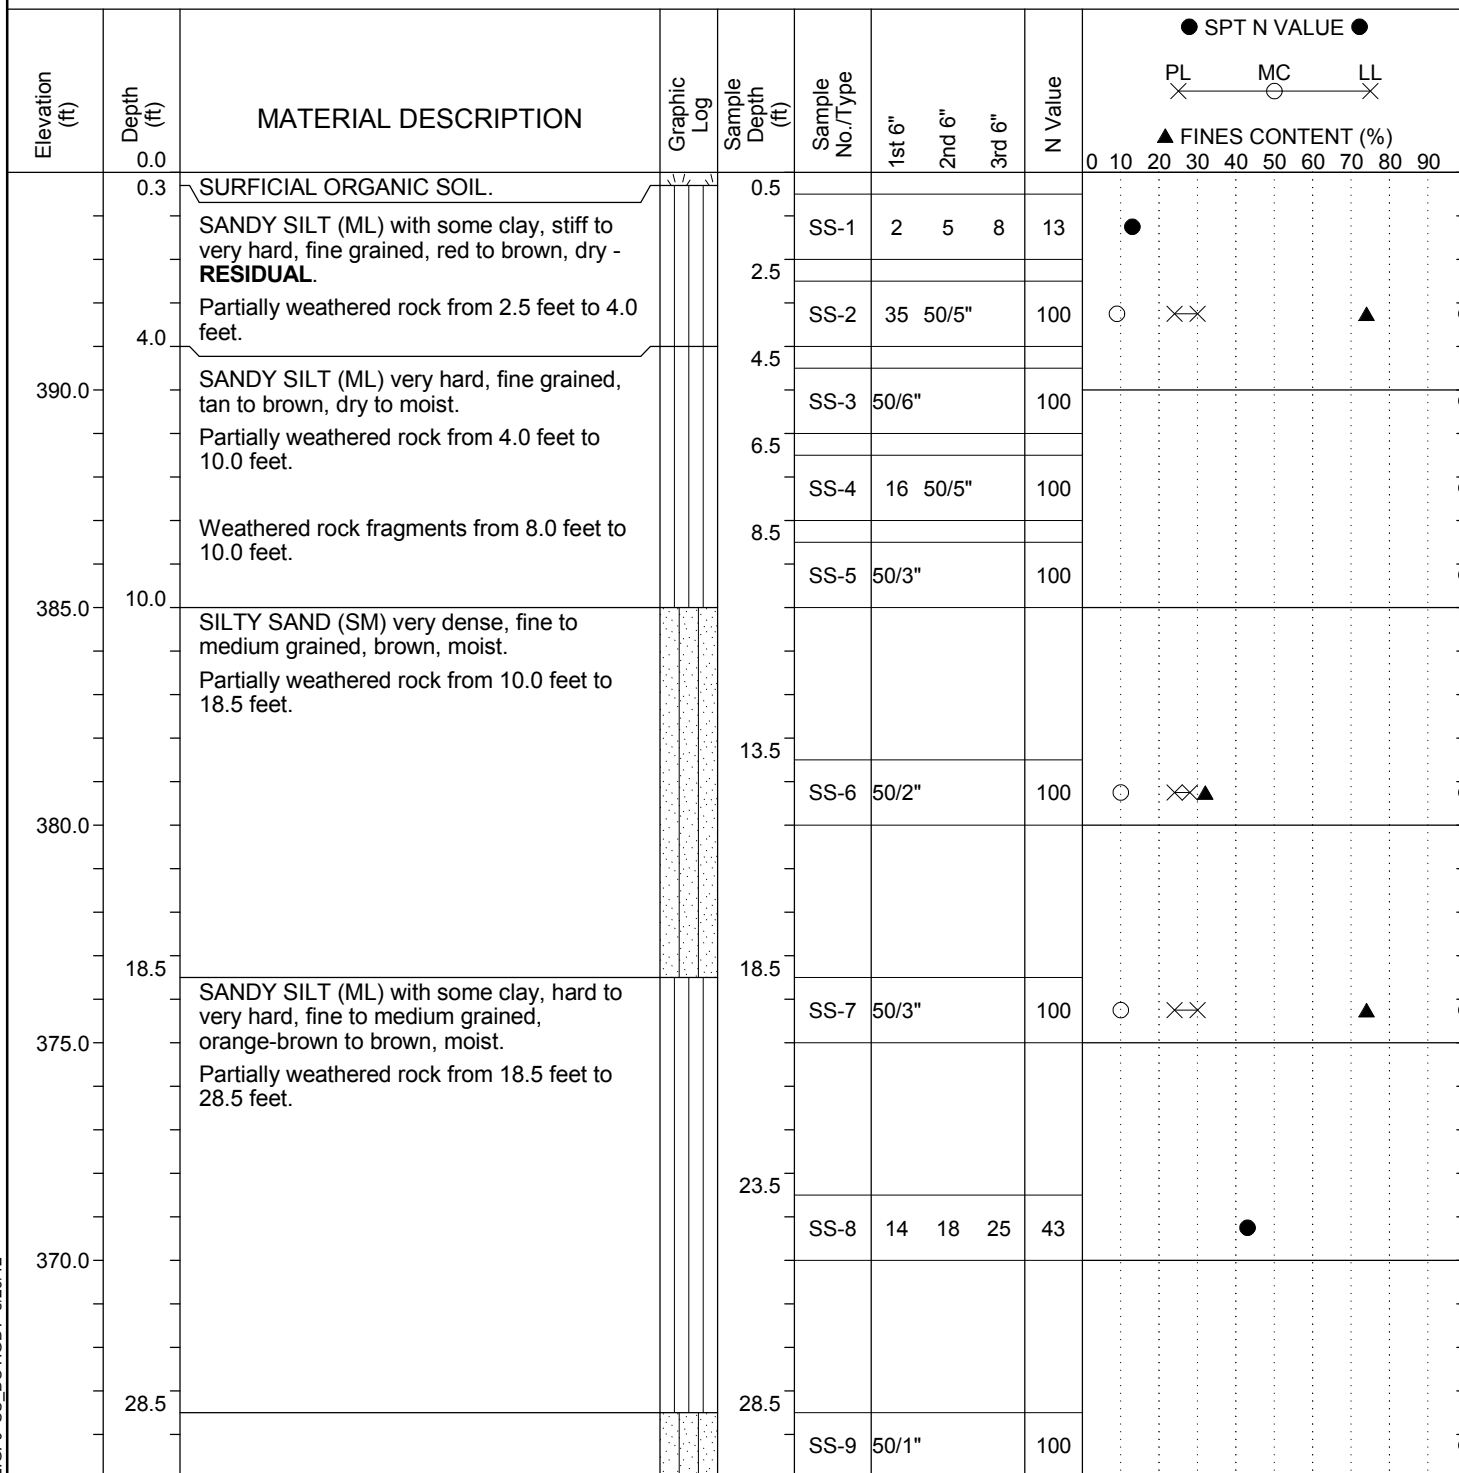 ● SPT N VALUE ●
PL MC LL
▲ FINES CONTENT (%)
0 10 20 30 40 50 60 70 80 90
Elevation (ft)
Depth (ft)
0.0
MATERIAL DESCRIPTION
Graphic Log
Sample Depth (ft)
Sample No./Type
1st 6"
2nd 6"
3rd 6"
N Value
0.3 SURFICIAL ORGANIC SOIL. 0.5
SANDY SILT (ML) with some clay, stiff to SS-1 2 5 8 13
very hard, fine grained, red to brown, dry -
RESIDUAL. 2.5
Partially weathered rock from 2.5 feet to 4.0 SS-2 35 50/5" 100
feet.
4.0
4.5
SANDY SILT (ML) very hard, fine grained,
390.0 tan to brown, dry to moist. SS-3 50/6" 100
Partially weathered rock from 4.0 feet to 6.5
10.0 feet.
SS-4 16 50/5" 100
Weathered rock fragments from 8.0 feet to 8.5
10.0 feet.
SS-5 50/3" 100
10.0
385.0
SILTY SAND (SM) very dense, fine to
medium grained, brown, moist.
Partially weathered rock from 10.0 feet to
18.5 feet.
13.5
SS-6 50/2" 100
380.0
18.5 18.5
SANDY SILT (ML) with some clay, hard to
very hard, fine to medium grained, SS-7 50/3" 100
orange-brown to brown, moist.
375.0
Partially weathered rock from 18.5 feet to
28.5 feet.
23.5
SS-8 14 18 25 43
370.0
28.5 28.5
SS-9 50/1" 100